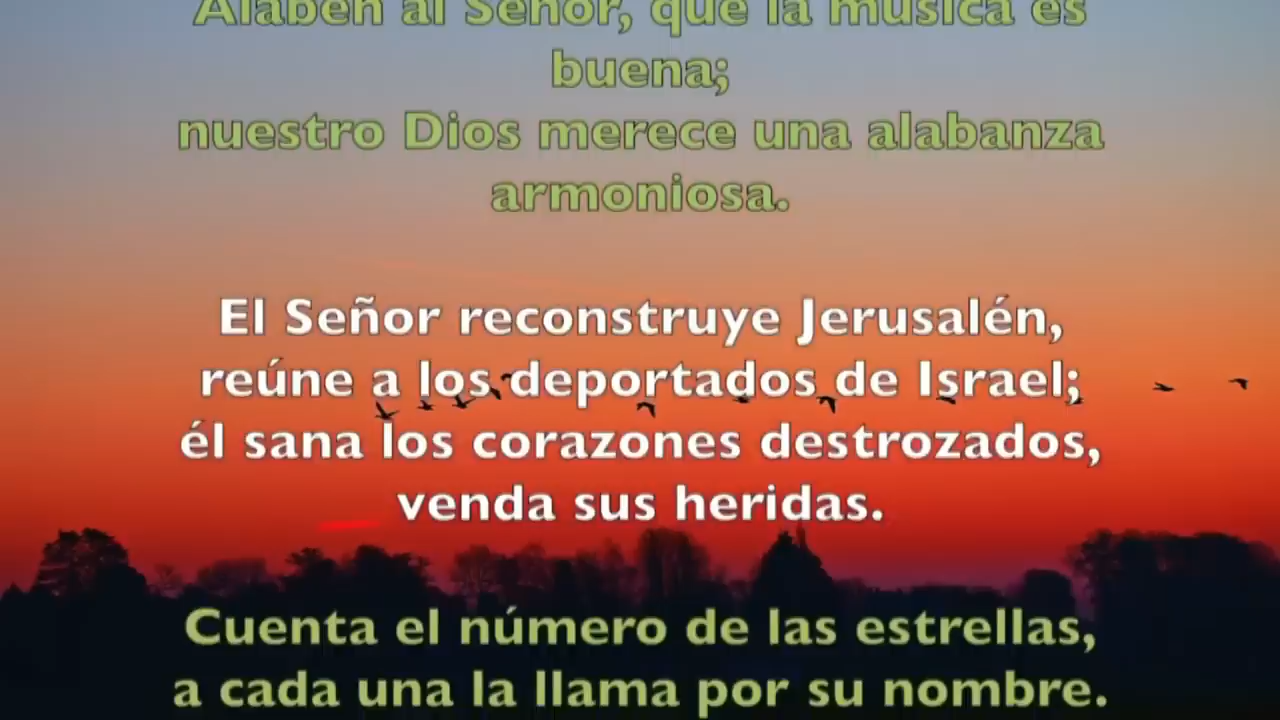 Alaben al Señor, que la música es
buena;
nuestro Dios merece una alabanza
armoniosa.
El Señor reconstruye Jerusalén,
reúne a los deportados de Israel;
él sana los corazones destrozados,
venda sus heridas.
Cuenta el número de las estrellas,
a cada una la llama por su nombre.